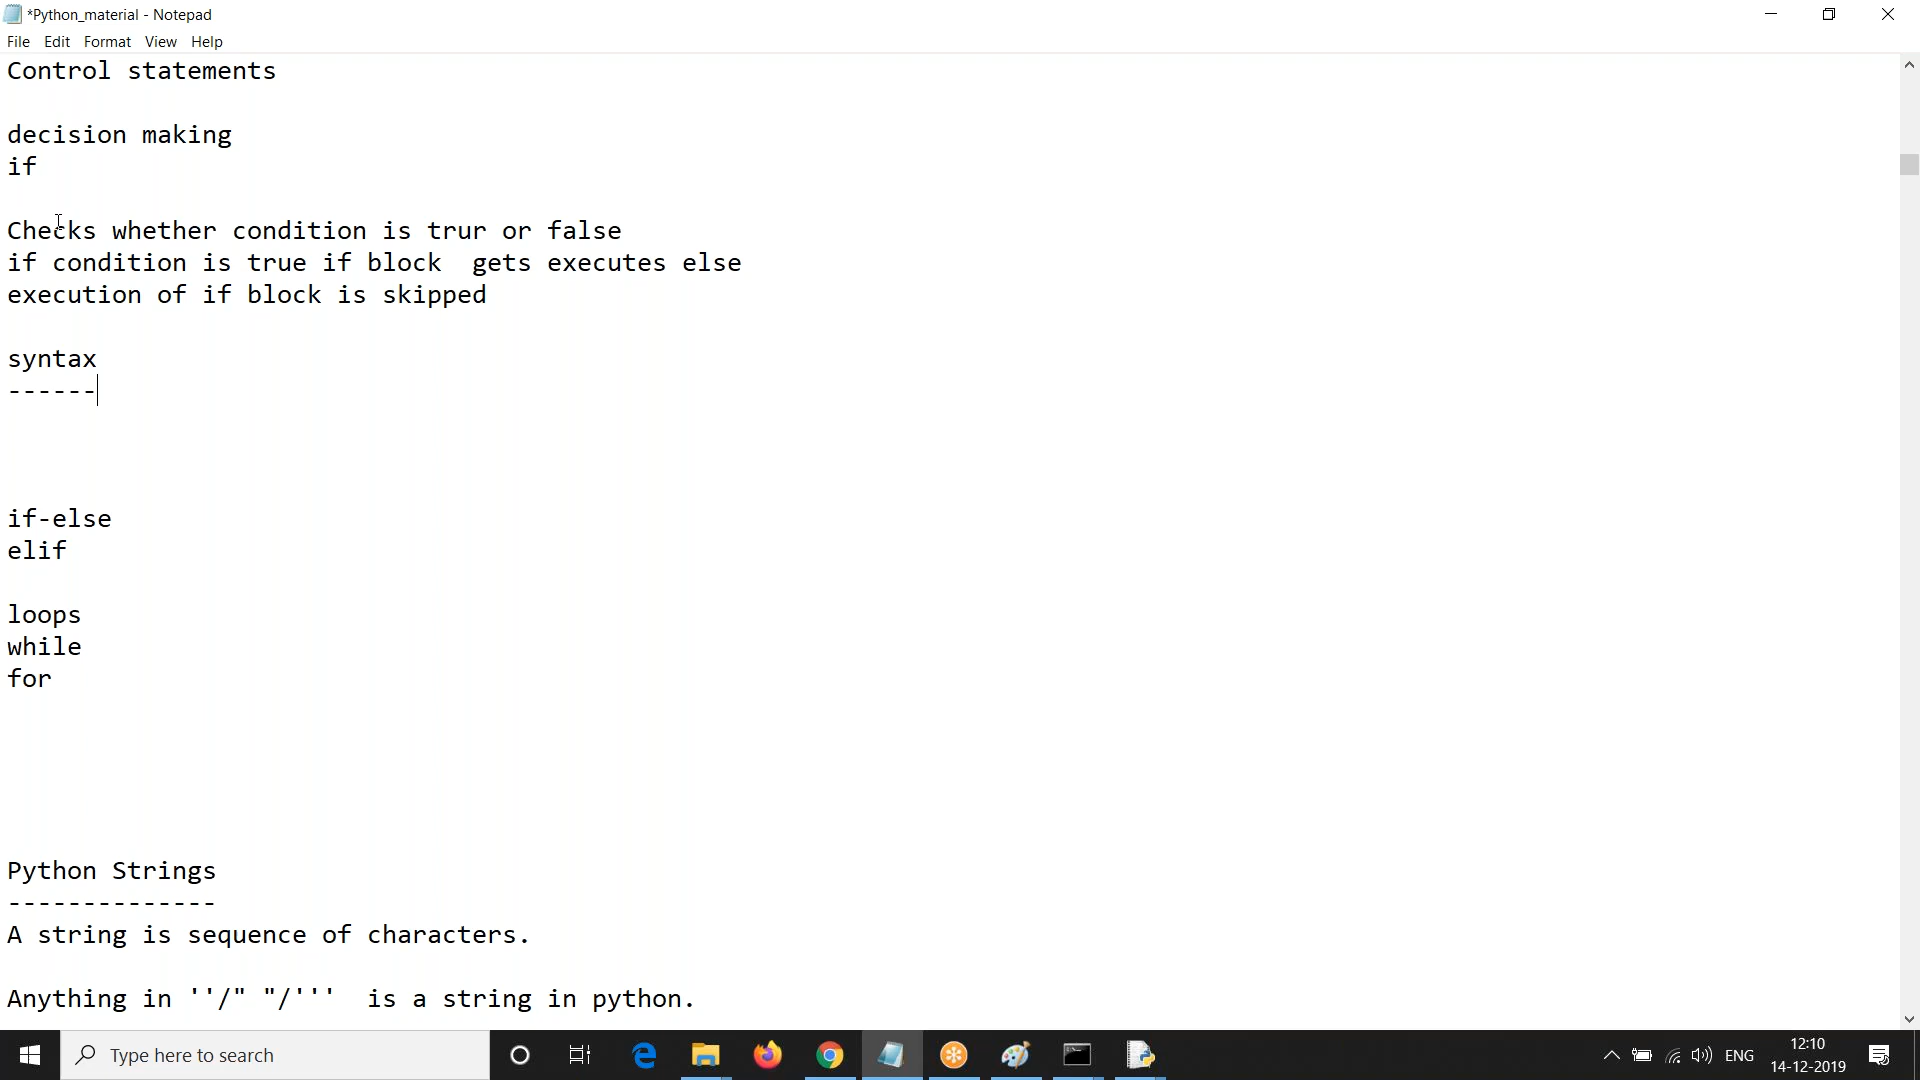 *Python_material - Notepad
File Edit Format View Help
Control statements
decision making
if
Checks whether condition is trur or false
if condition is true if block  gets executes else
execution of if block is skipped
syntax
------
if-else
elif
loops
while
for
Python Strings
--------------
A string is sequence of characters.
Anything in ''/" "/'''  is a string in python.
Type here to search
ENG
12:10
14-12-2019